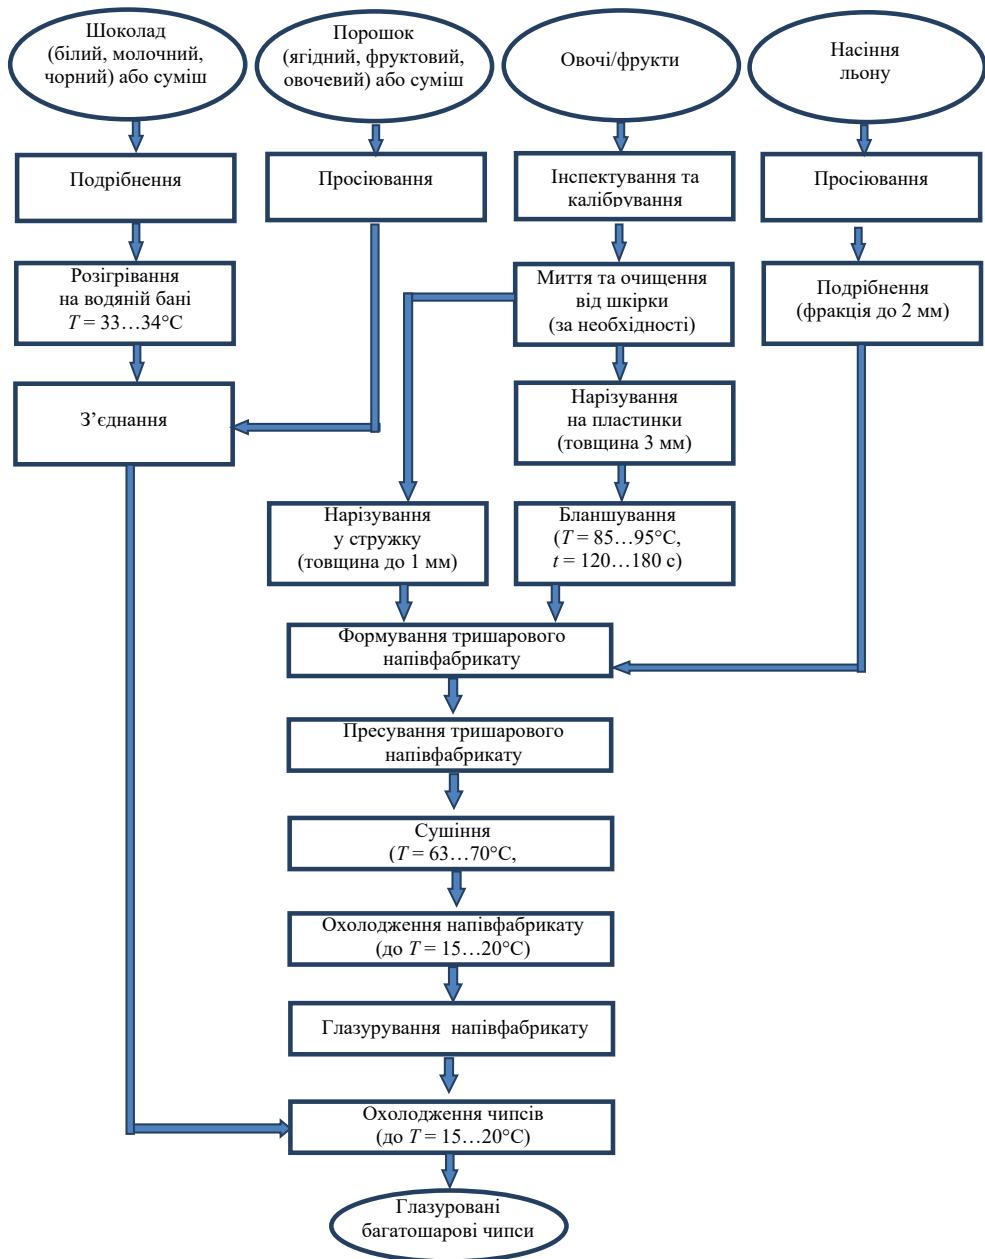 Шоколад
(білий, молочний,
чорний) або суміш
Порошок
(ягідний, фруктовий,
овочевий) або суміш
Овочі/фрукти
Насіння
льону
Подрібнення
Просіювання
Інспектування та
калібрування
Просіювання
Розігрівання
на водяній бані
T = 33…34°C
Миття та очищення
від шкірки
(за необхідності)
Подрібнення
(фракція до 2 мм)
З’єднання
Нарізування
на пластинки
(товщина 3 мм)
Нарізування
у стружку
(товщина до 1 мм)
Бланшування
(T = 85…95°C,
t = 120…180 с)
Формування тришарового
напівфабрикату
Пресування тришарового
напівфабрикату
Сушіння
(T = 63…70°C,
Охолодження напівфабрикату
(до T = 15…20°C)
Глазурування напівфабрикату
Охолодження чипсів
(до T = 15…20°C)
Глазуровані
багатошарові чипси